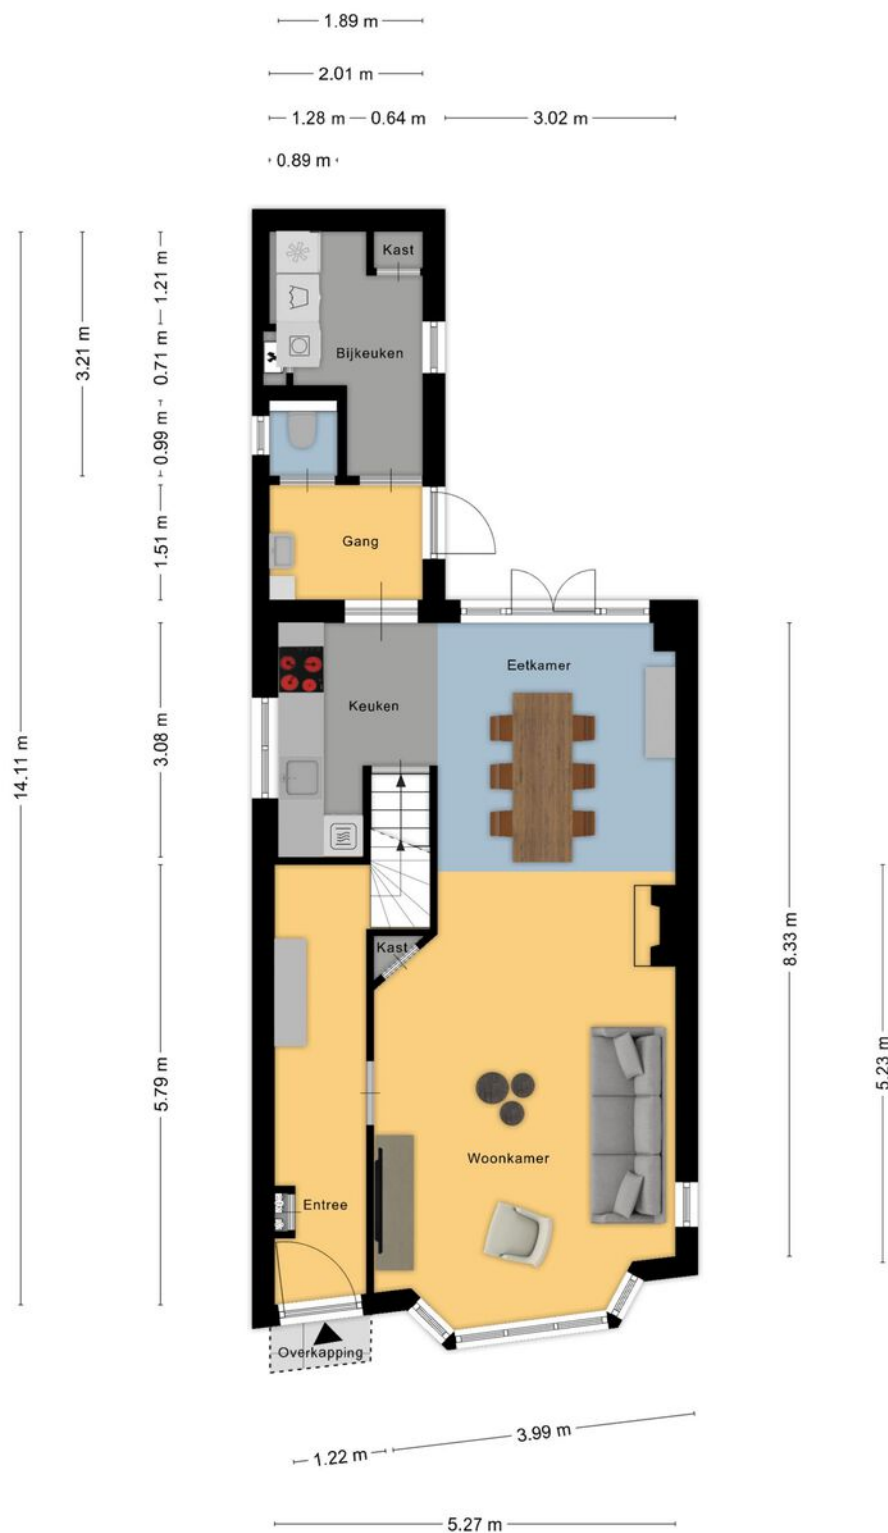 1.89 m
2.01 m
1.28 m
0.64 m
3.02 m
0.89 m
Kast
1.21 m
3.21 m
0.71 m
Bijkeuken
0.99 m
1.51 m
Gang
Eetkamer
Keuken
14.11 m
3.08 m
8.33 m
Kast
5.79 m
5.23 m
Woonkamer
Entree
Overkapping
3.99 m
1.22 m
5.27 m